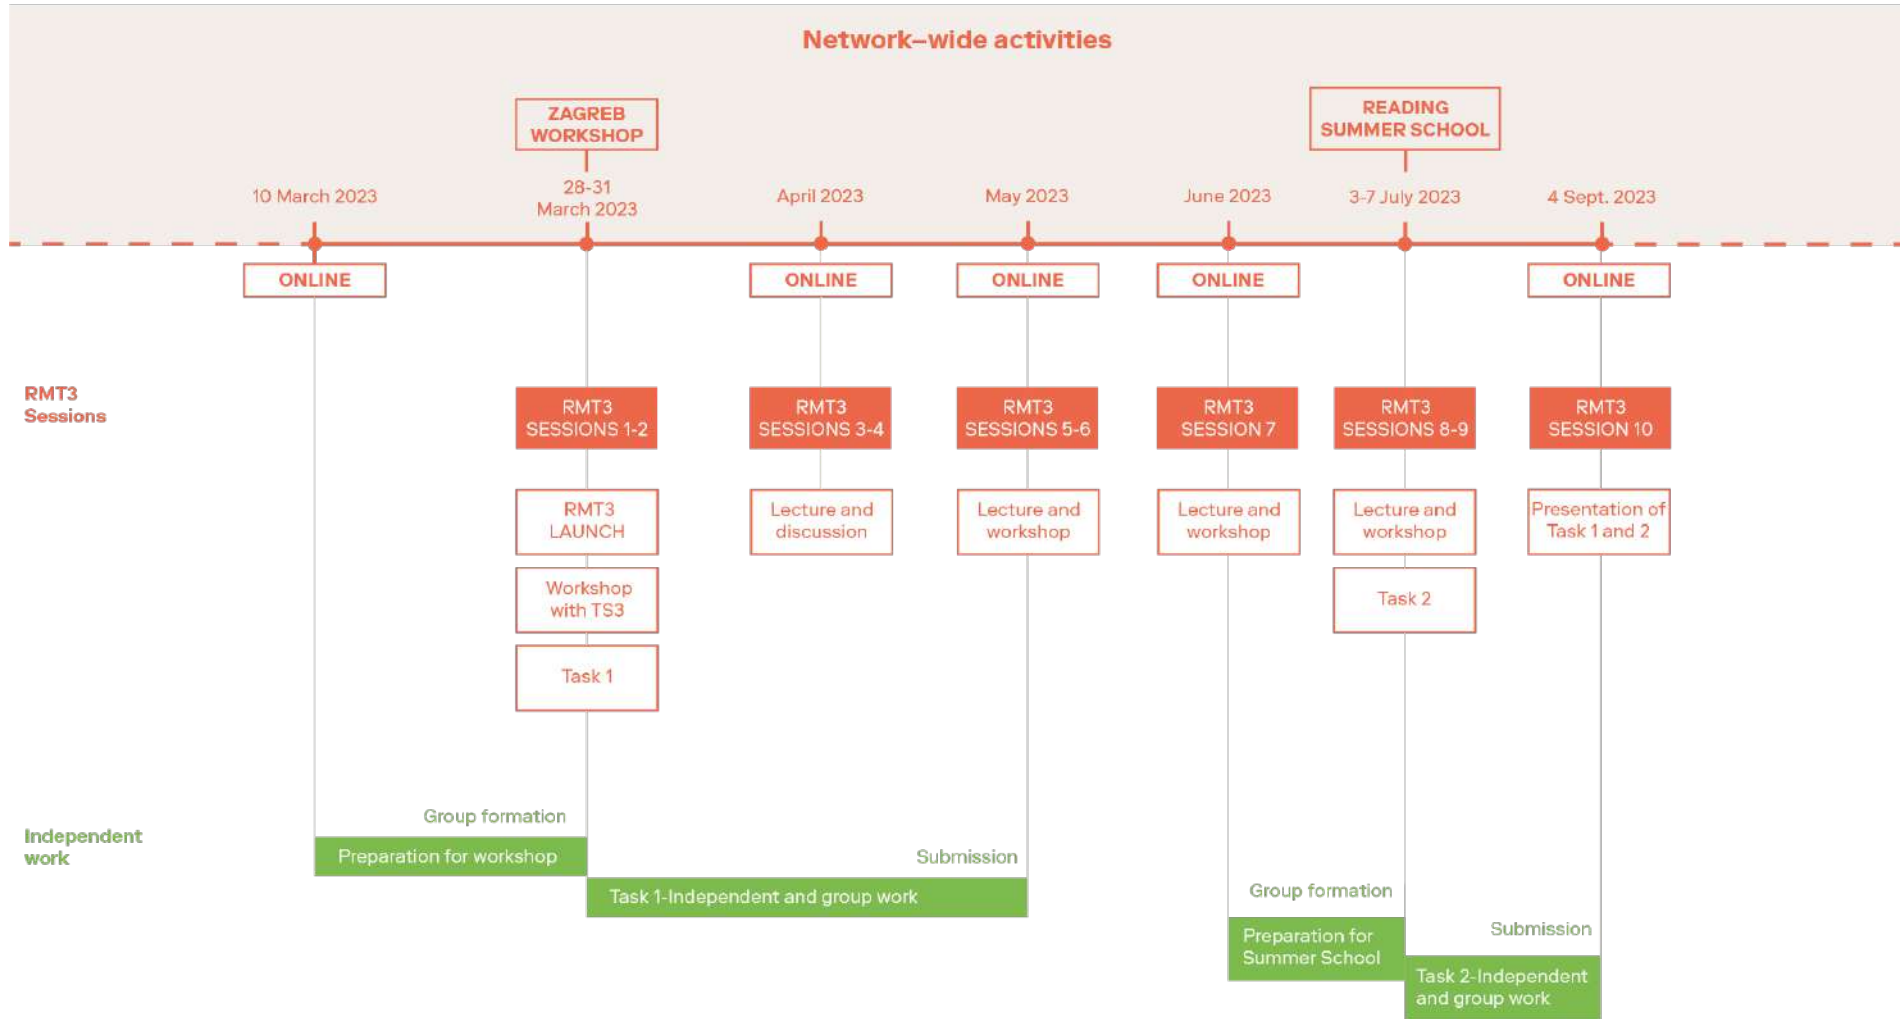 Network–wide activities
ZAGREB
WORKSHOP
READING
SUMMER SCHOOL
10 March 2023
28-31
March 2023
April 2023
May 2023
June 2023
3-7 July 2023
4 Sept. 2023
ONLINE
ONLINE
ONLINE
ONLINE
ONLINE
RMT3
Sessions
RMT3
SESSIONS 1-2
RMT3
SESSIONS 3-4
RMT3
SESSIONS 5-6
RMT3
SESSION 7
RMT3
SESSIONS 8-9
RMT3
SESSION 10
RMT3
LAUNCH
Lecture and
discussion
Lecture and
workshop
Lecture and
workshop
Lecture and
workshop
Presentation of
Task 1 and 2
Workshop
with TS3
Task 2
Task 1
Independent
work
Group formation
Preparation for workshop
Submission
Task 1-Independent and group work
Group formation
Preparation for
Summer School
Submission
Task 2-Independent
and group work